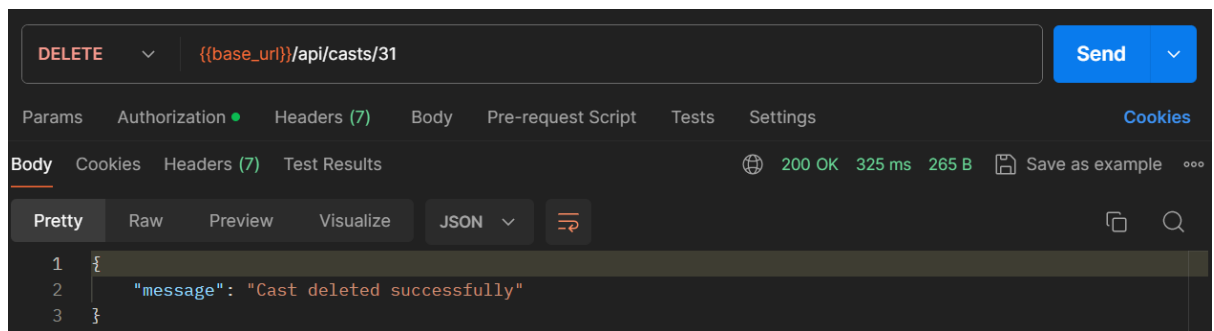 DELETE {{base_url}}/api/casts/31 Send
Params Authorization Headers (7) Body Pre-request Script Tests Settings Cookies
Body Cookies Headers (7) Test Results 200 OK 325 ms 265 B Save as example
Pretty Raw Preview Visualize JSON
1 {
2 "message": "Cast deleted successfully"
3 }